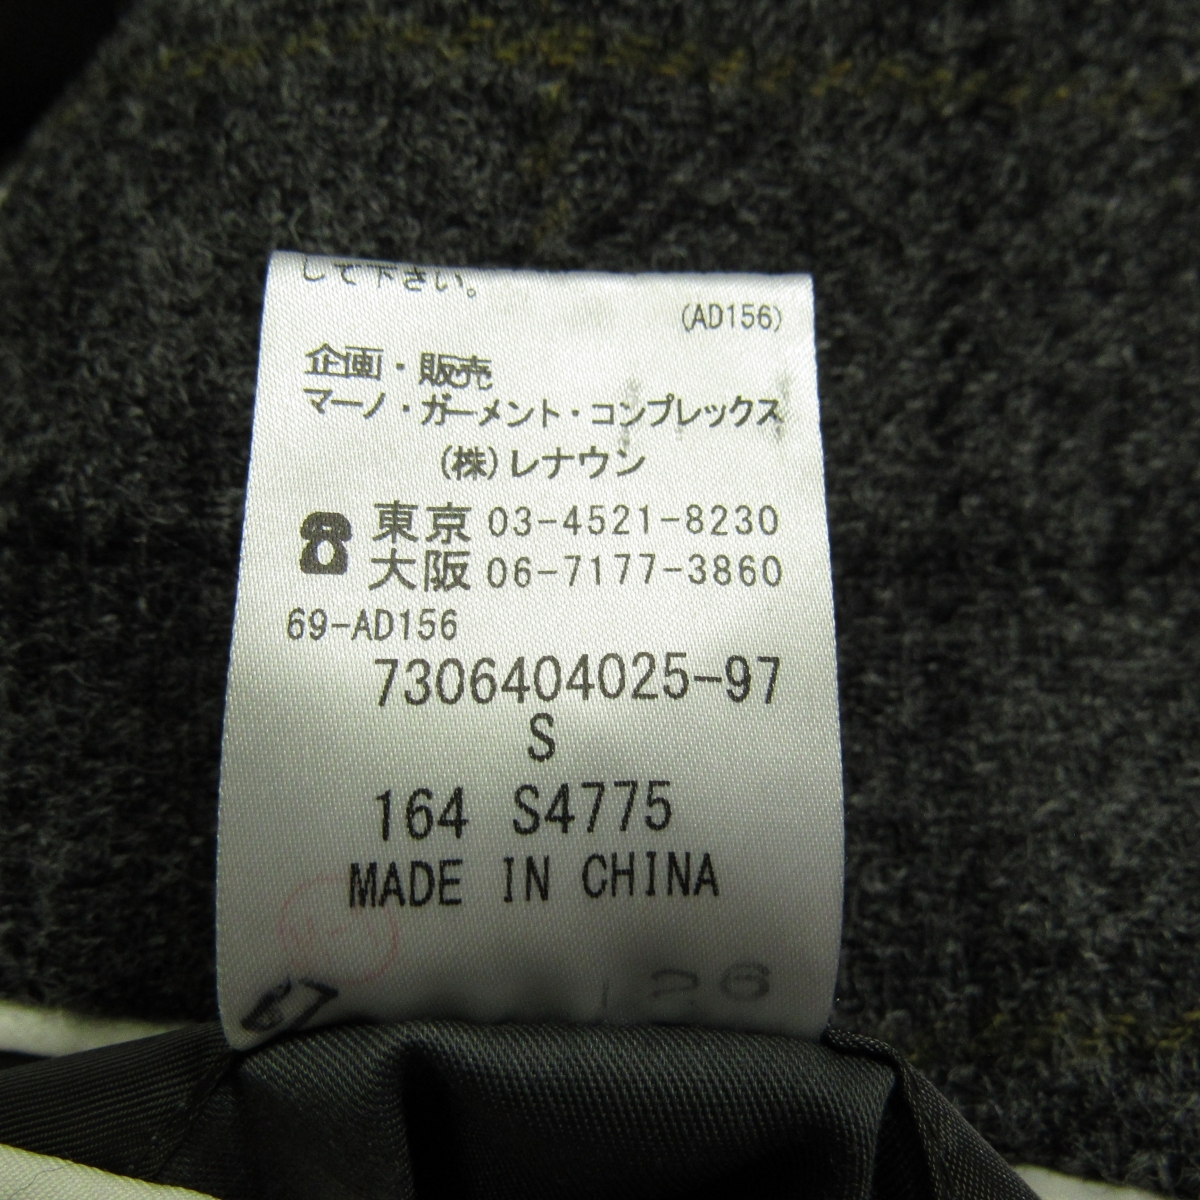 して下さい。
(AD156)
企画・販売
マーノ・ガーメント・コンプレックス
(株)レナウン
東京 03-4521-8230
大阪 06-7177-3860
69-AD156
7306404025-97
S
164 S4775
MADE IN CHINA
26